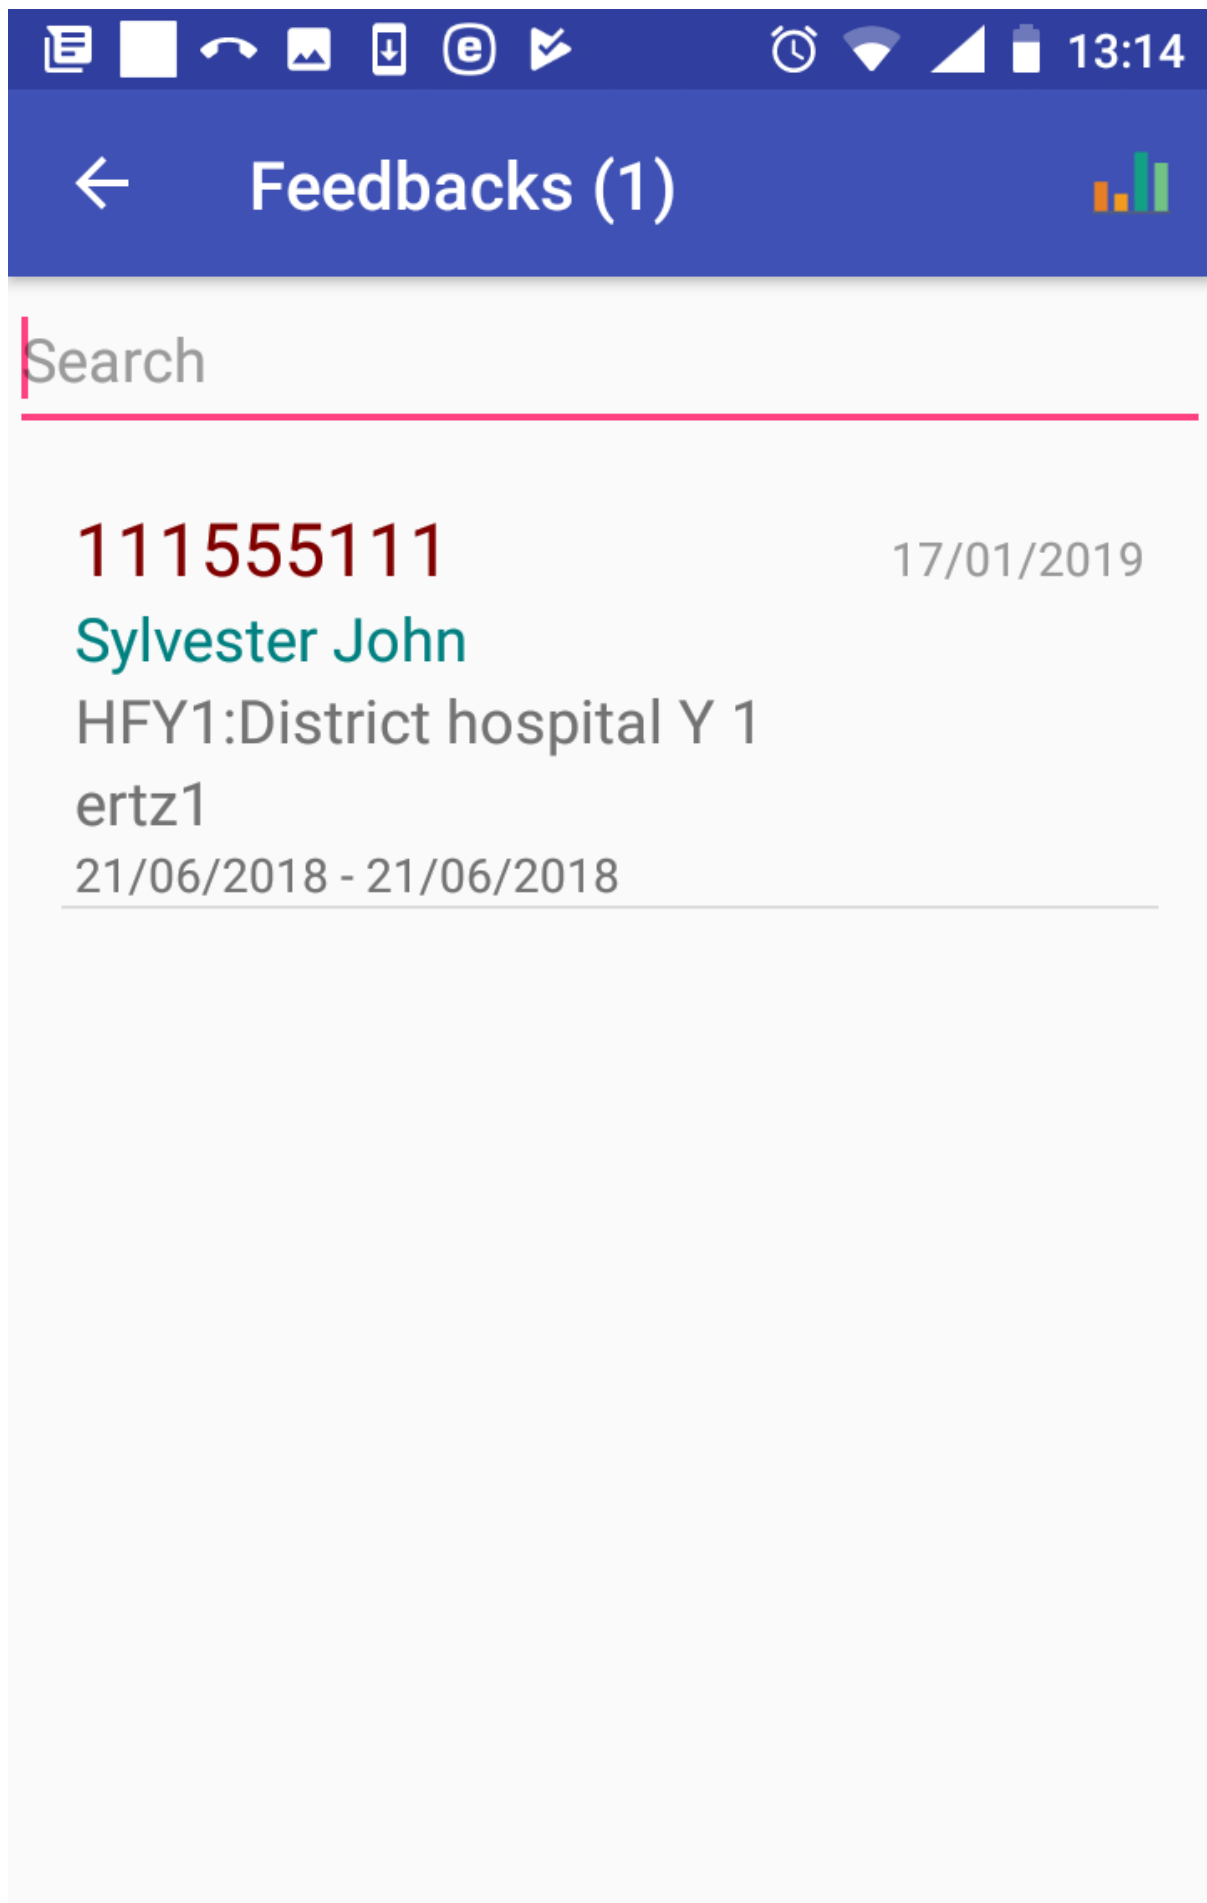 13:14
Feedbacks (1)
Search
111555111
17/01/2019
Sylvester John
HFY1:District hospital Y 1
ertz1
21/06/2018 - 21/06/2018